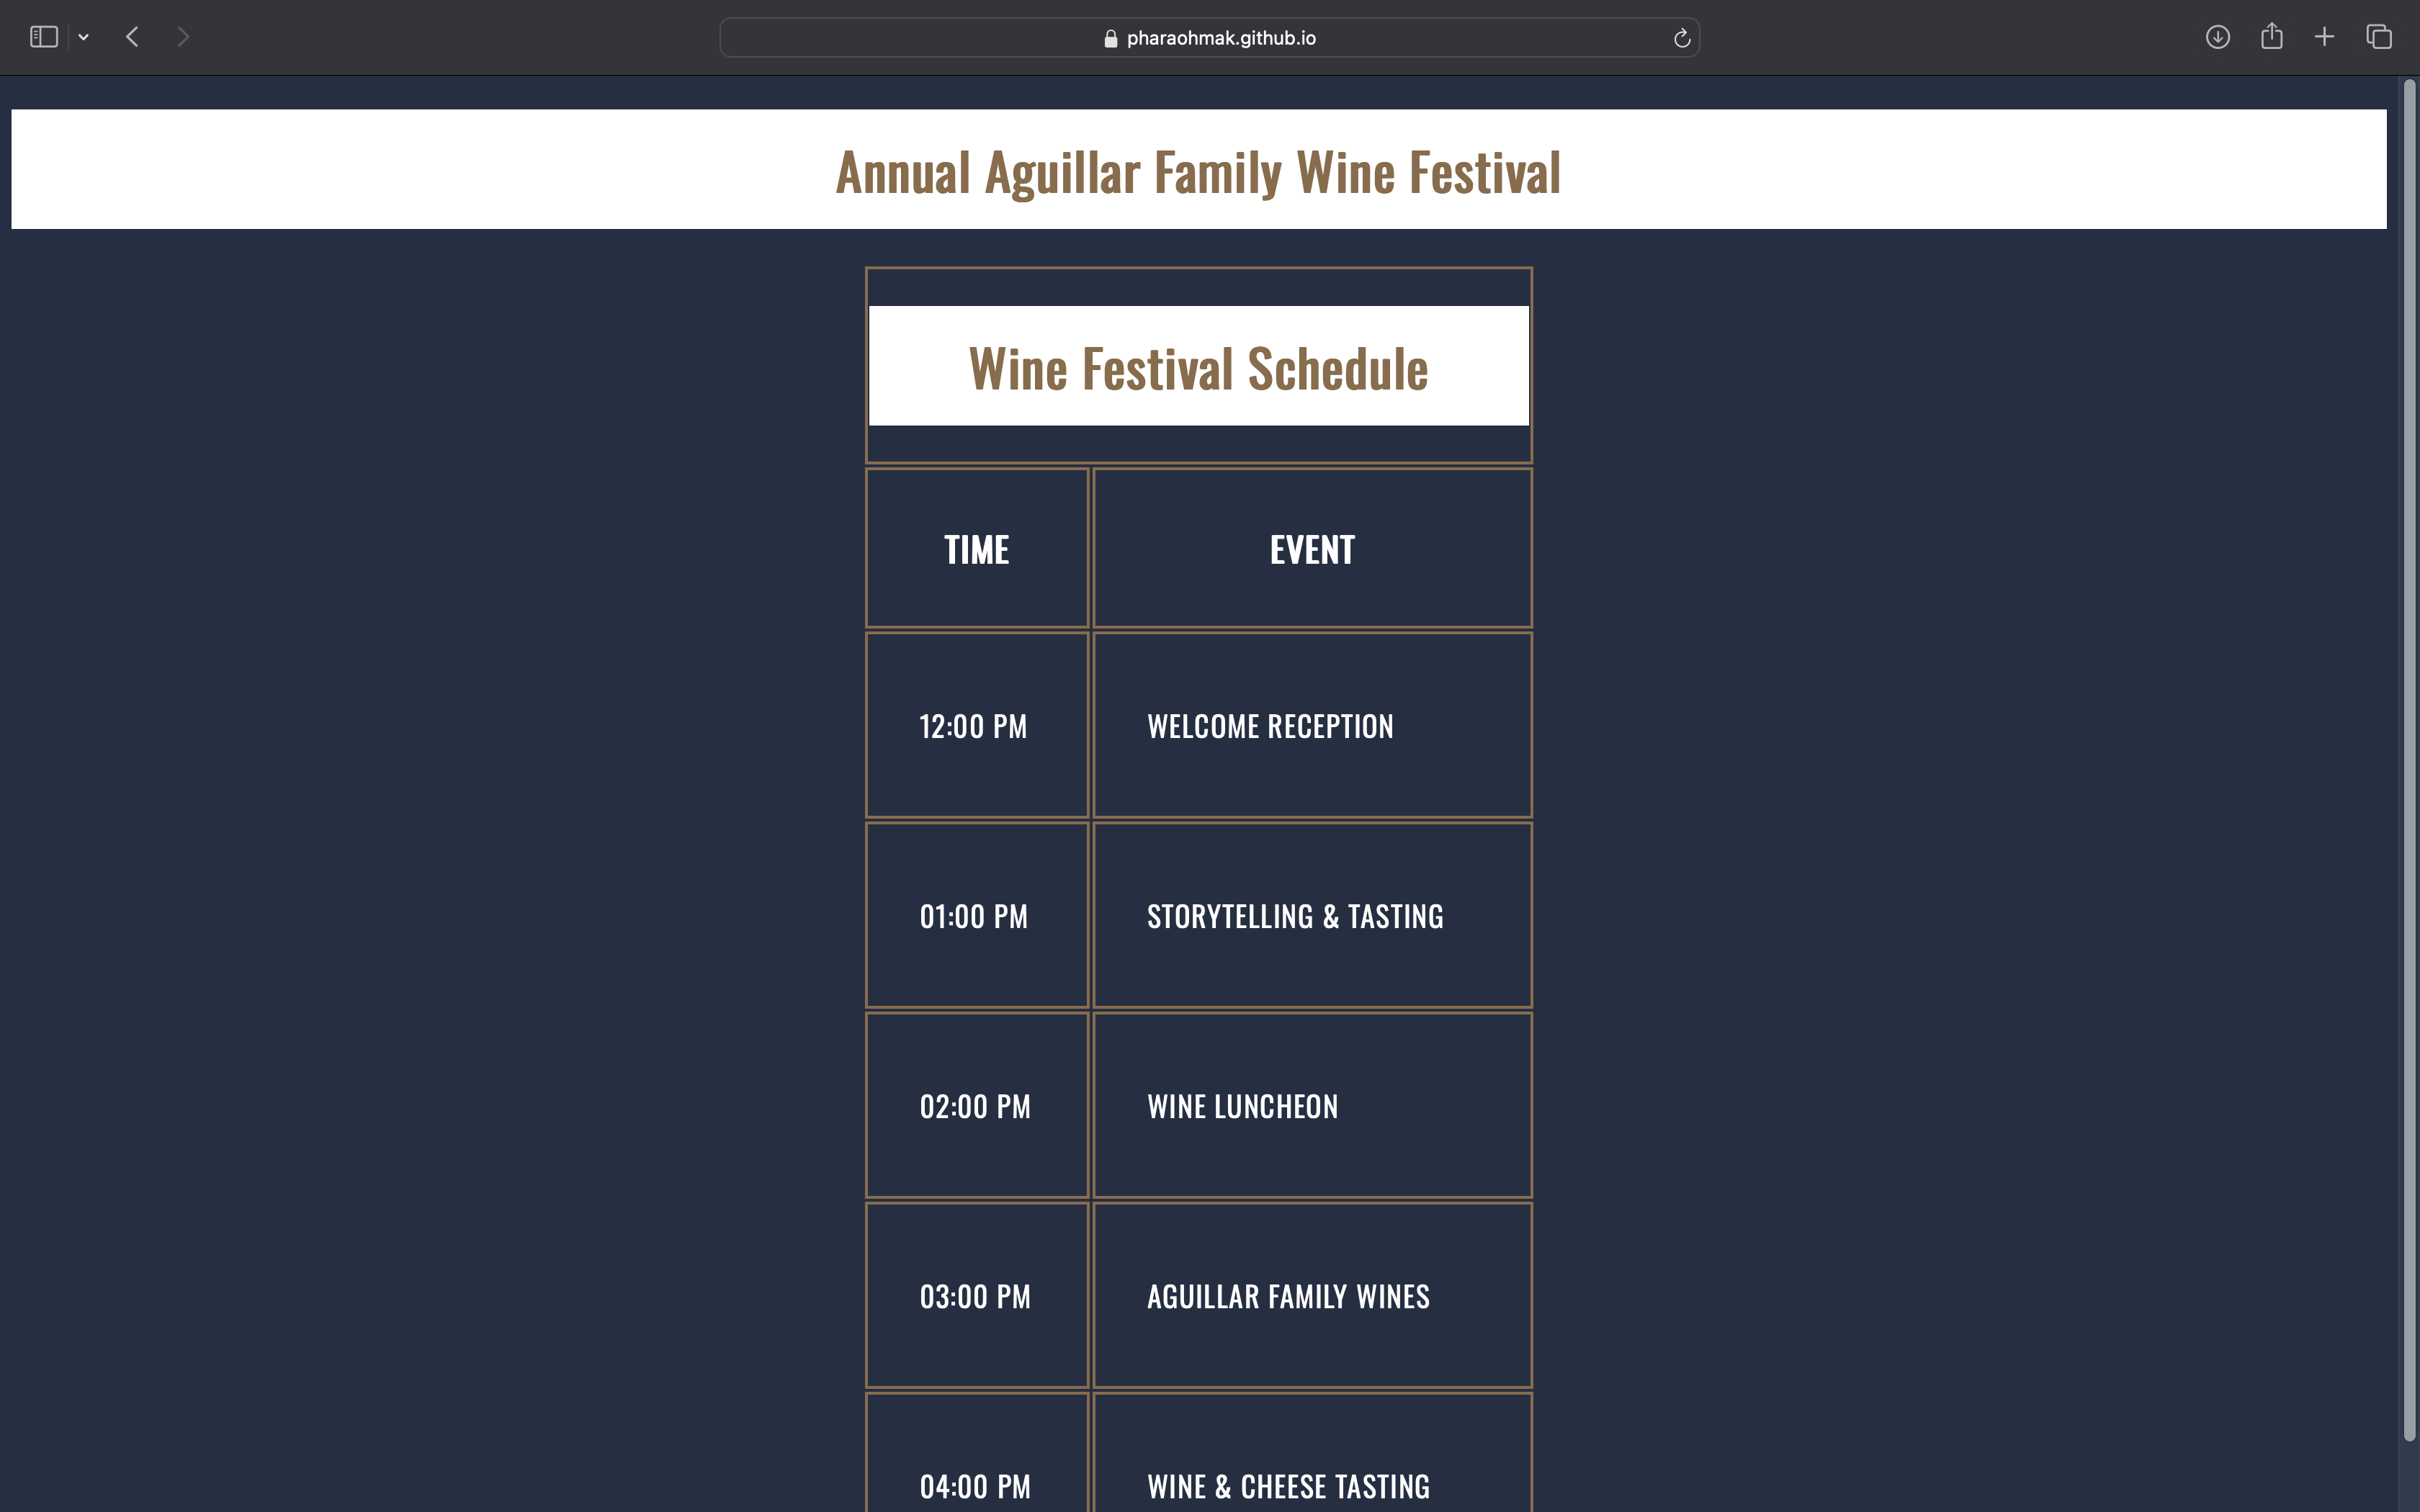 pharaohmak.github.io
Annual Aguillar Family Wine Festival
Wine Festival Schedule
TIME EVENT
12:00 PM WELCOME RECEPTION
01:00 PM STORYTELLING & TASTING
02:00 PM WINE LUNCHEON
03:00 PM AGUILLAR FAMILY WINES
04:00 PM WINE & CHEESE TASTING